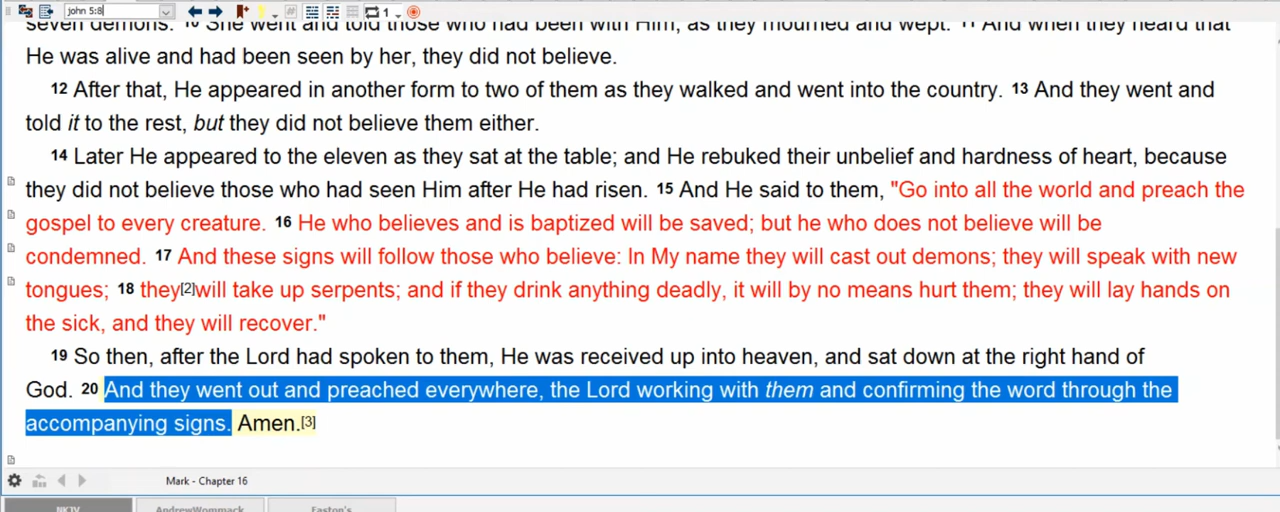 john 5:8
1
seven demons. 10 She went and told those who had been with Him, as they mourned and wept. 11 And when they heard that
He was alive and had been seen by her, they did not believe.
12 After that, He appeared in another form to two of them as they walked and went into the country. 13 And they went and
told it to the rest, but they did not believe them either.
14 Later He appeared to the eleven as they sat at the table; and He rebuked their unbelief and hardness of heart, because
they did not believe those who had seen Him after He had risen. 15 And He said to them, "Go into all the world and preach the
gospel to every creature. 16 He who believes and is baptized will be saved; but he who does not believe will be
condemned. 17 And these signs will follow those who believe: In My name they will cast out demons; they will speak with new
tongues; 18 they[2]will take up serpents; and if they drink anything deadly, it will by no means hurt them; they will lay hands on
the sick, and they will recover."
19 So then, after the Lord had spoken to them, He was received up into heaven, and sat down at the right hand of
God. 20 And they went out and preached everywhere, the Lord working with them and confirming the word through the
accompanying signs. Amen.[3]
Mark - Chapter 16
NKJV AndrewWommack Easton's